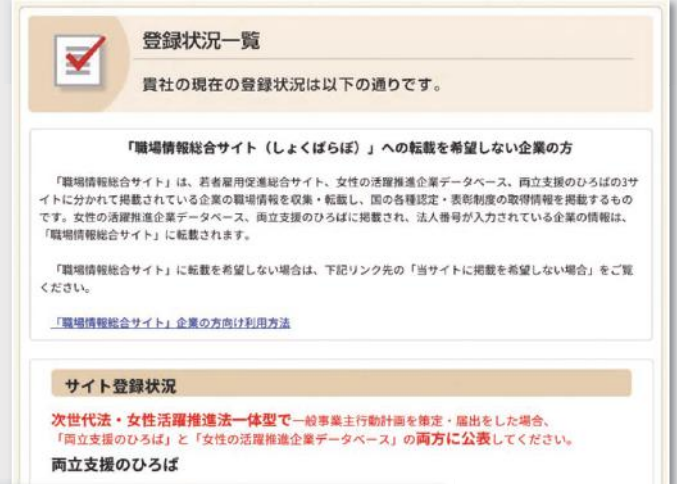 登録状況一覧
貴社の現在の登録状況は以下の通りです。
「職場情報総合サイト（しょくばらぼ）」への転載を希望しない企業の方
「職場情報総合サイト」は、若者雇用促進総合サイト、女性の活躍推進企業データベース、両立支援のひろばの3サ
イトに分かれて掲載されている企業の職場情報を収集・転載し、国の各種認定・表彰制度の取得情報を掲載するもの
です。女性の活躍推進企業データベース、両立支援のひろばに掲載され、法人番号が入力されている企業の情報は、
「職場情報総合サイト」に転載されます。
「職場情報総合サイト」に転載を希望しない場合は、下記リンク先の「当サイトに掲載を希望しない場合」をご覧
ください。
「職場情報総合サイト」企業の方向け利用方法
サイト登録状況
次世代法・女性活躍推進法一体型で一般事業主行動計画を策定・届出をした場合、
「両立支援のひろば」と「女性の活躍推進企業データベース」の両方に公表してください。
両立支援のひろば